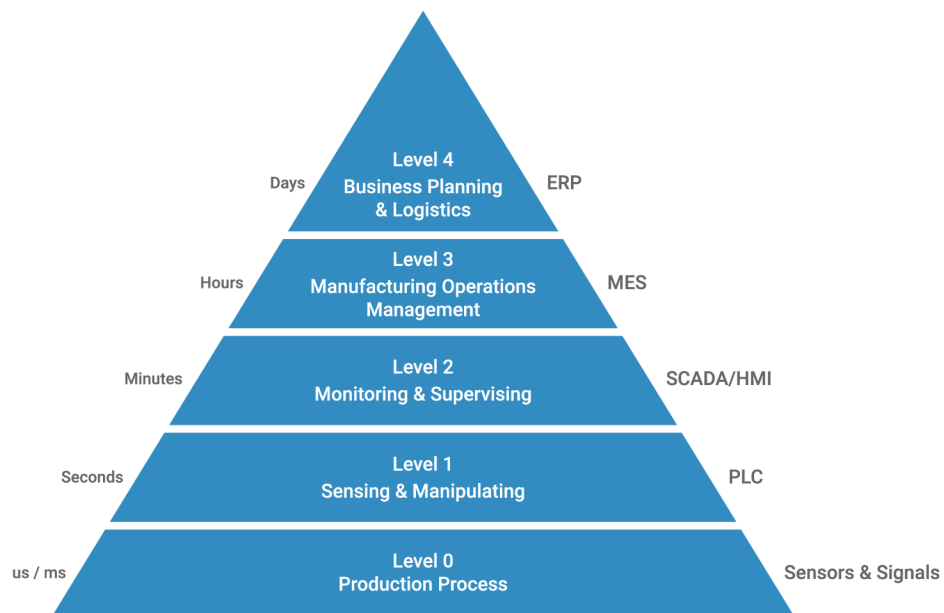 Level 4
Days
Business Planning
& Logistics
ERP
Level 3
Hours
Manufacturing Operations
Management
MES
Level 2
Minutes
Monitoring & Supervising
SCADA/HMI
Level 1
Seconds
Sensing & Manipulating
PLC
Level 0
us / ms
Production Process
Sensors & Signals